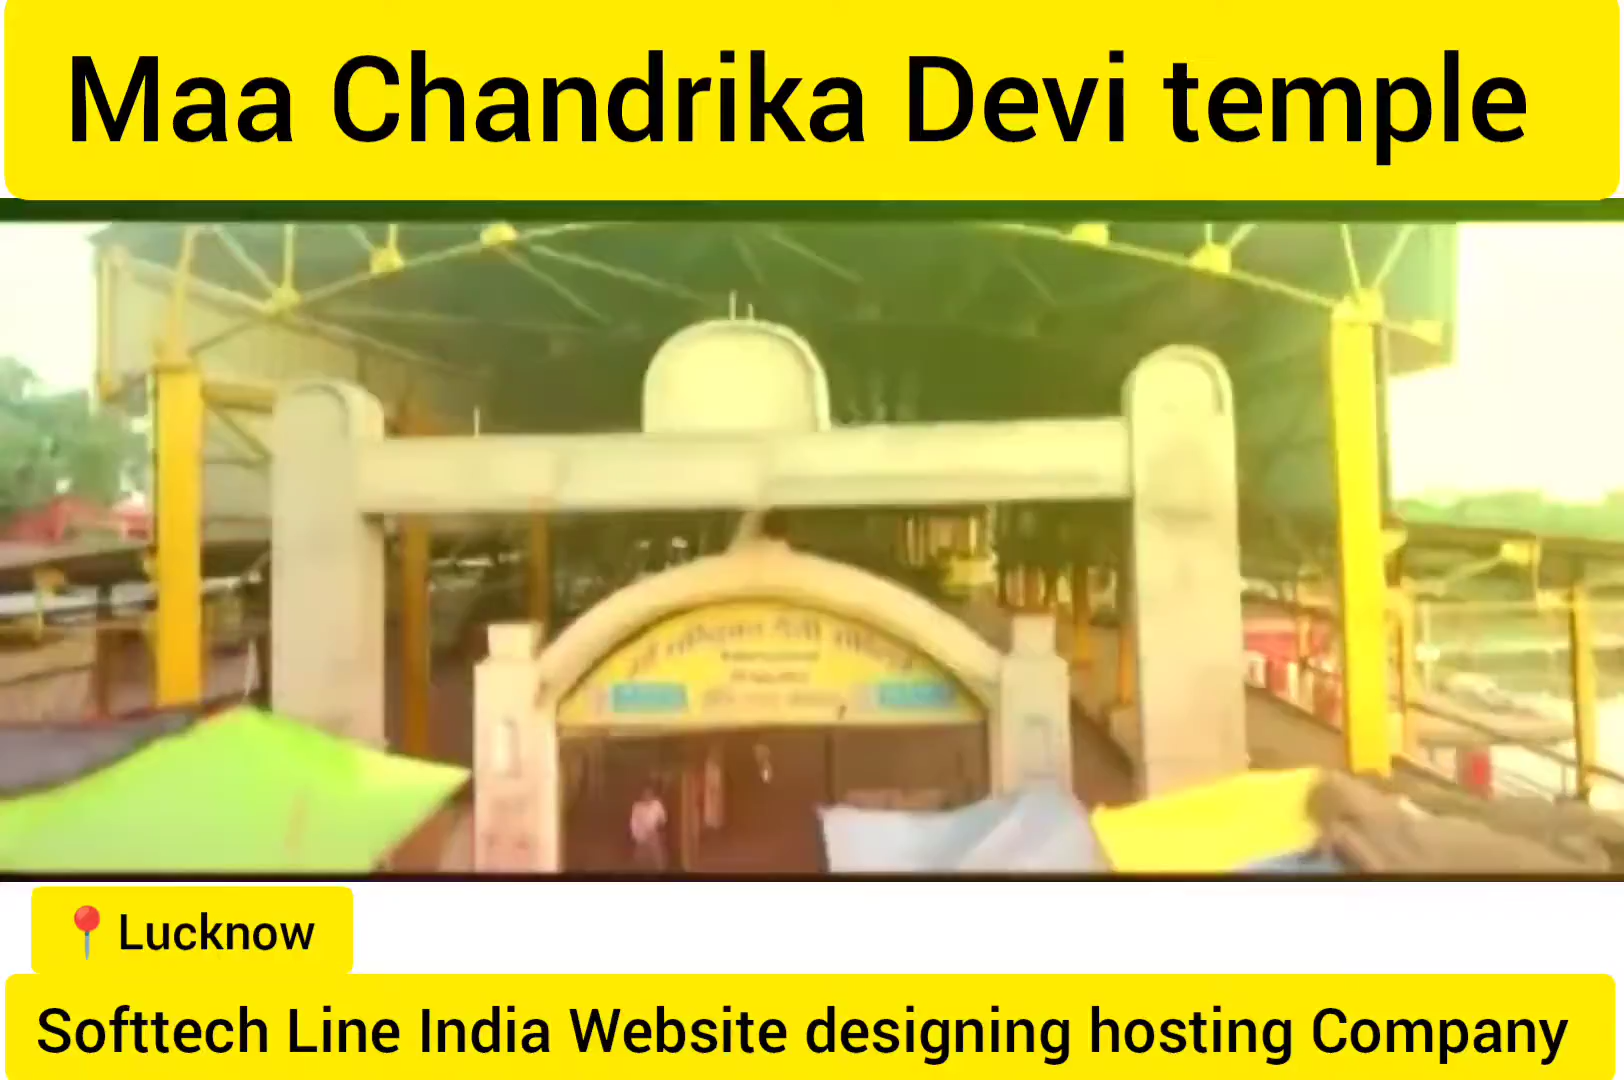 Maa Chandrika Devi temple
📍Lucknow
Softtech Line India Website designing hosting Company